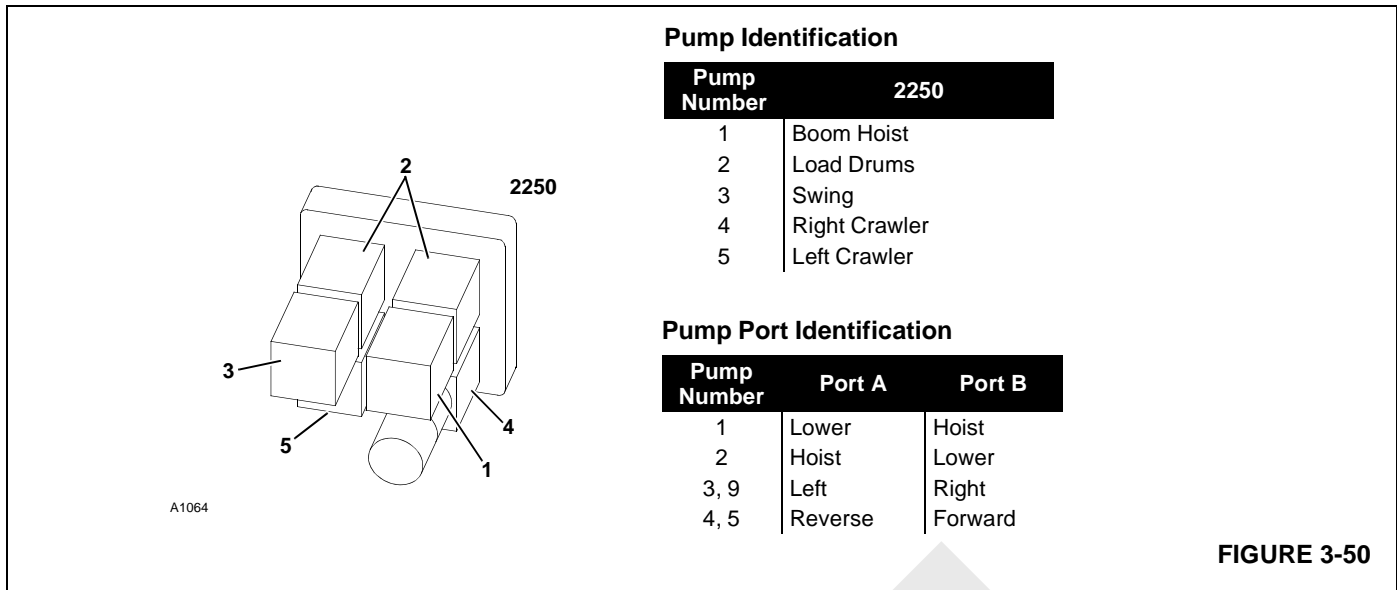 2
2250
3
5
4
1
A1064
Pump Identification
Pump Number 2250
1 Boom Hoist
2 Load Drums
3 Swing
4 Right Crawler
5 Left Crawler
Pump Port Identification
Pump Number Port A Port B
1 Lower Hoist
2 Hoist Lower
3, 9 Left Right
4, 5 Reverse Forward
FIGURE 3-50